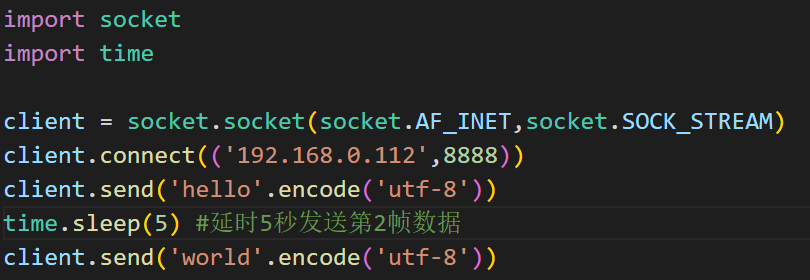 import socket
import time
client = socket.socket(socket.AF_INET,socket.SOCK_STREAM)
client.connect(('192.168.0.112',8888))
client.send('hello'.encode('utf-8'))
time.sleep(5) #延时5秒发送第2帧数据
client.send('world'.encode('utf-8'))